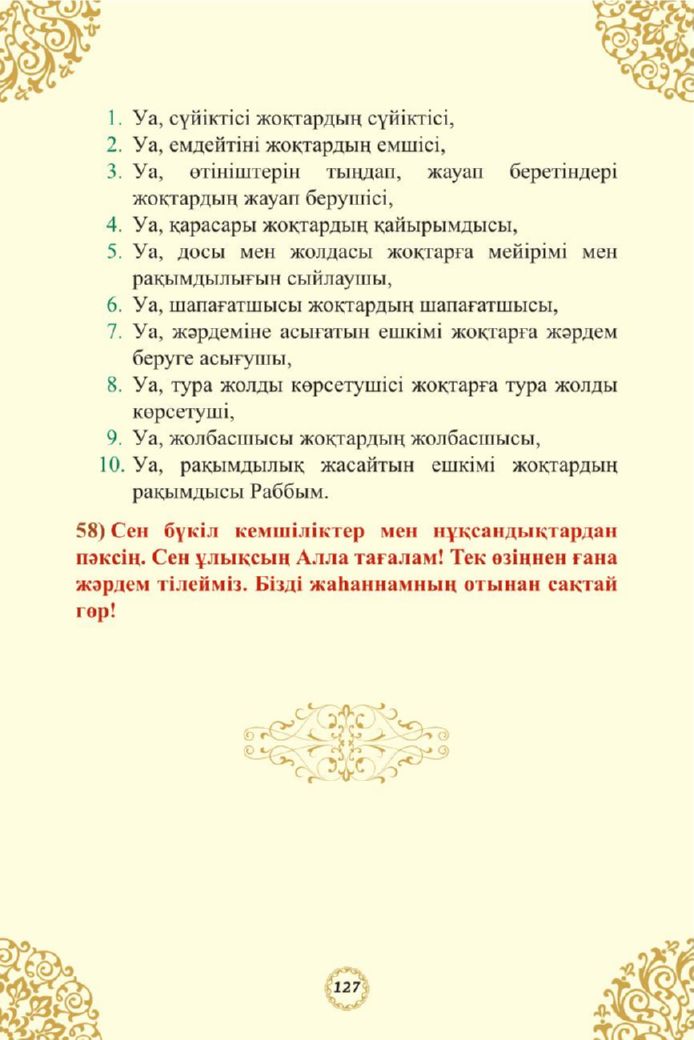 1. Уа, сүйіктісі жоқтардың сүйіктісі,
2. Уа, емдейтіні жоқтардың емшісі,
3. Уа, өтініштерін тыңдап, жауап беретіндері
жоқтардың жауап берушісі,
4. Уа, қарасары жоқтардың қайырымдысы,
5. Уа, досы мен жолдасы жоқтарға мейірімі мен
рақымдылығын сыйлаушы,
6. Уа, шапағатшысы жоқтардың шапағатшысы,
7. Уа, жәрдеміне асығатын ешкімі жоқтарға жәрдем
беруге асығушы,
8. Уа, тура жолды көрсетушісі жоқтарға тура жолды
көрсетуші,
9. Уа, жолбасшысы жоқтардың жолбасшысы,
10. Уа, рақымдылық жасайтын ешкімі жоқтардың
рақымдысы Раббым.
58) Сен бүкіл кемшіліктер мен нұқсандықтардан
пәксің. Сен ұлықсың Алла тағалам! Тек өзіңнен ғана
жәрдем тілейміз. Бізді жаһаннамның отынан сақтай
гөр!
127